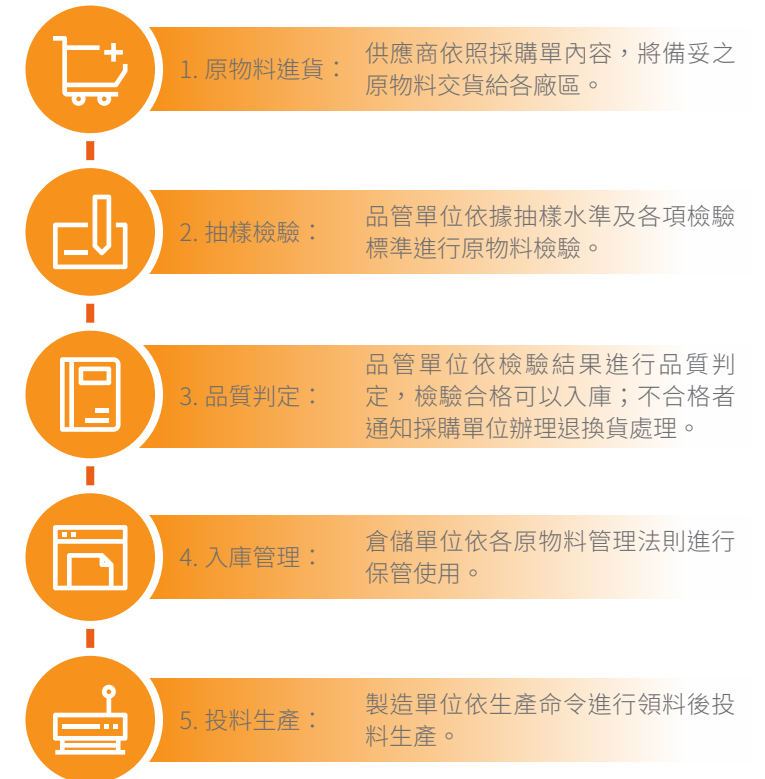 1. 原物料進貨：
供應商依照採購單內容，將備妥之
原物料交貨給各廠區。
2. 抽樣檢驗：
品管單位依據抽樣水準及各項檢驗
標準進行原物料檢驗。
3. 品質判定：
品管單位依檢驗結果進行品質判
定，檢驗合格可以入庫；不合格者
通知採購單位辦理退換貨處理。
4. 入庫管理：
倉儲單位依各原物料管理法則進行
保管使用。
5. 投料生產：
製造單位依生產命令進行領料後投
料生產。